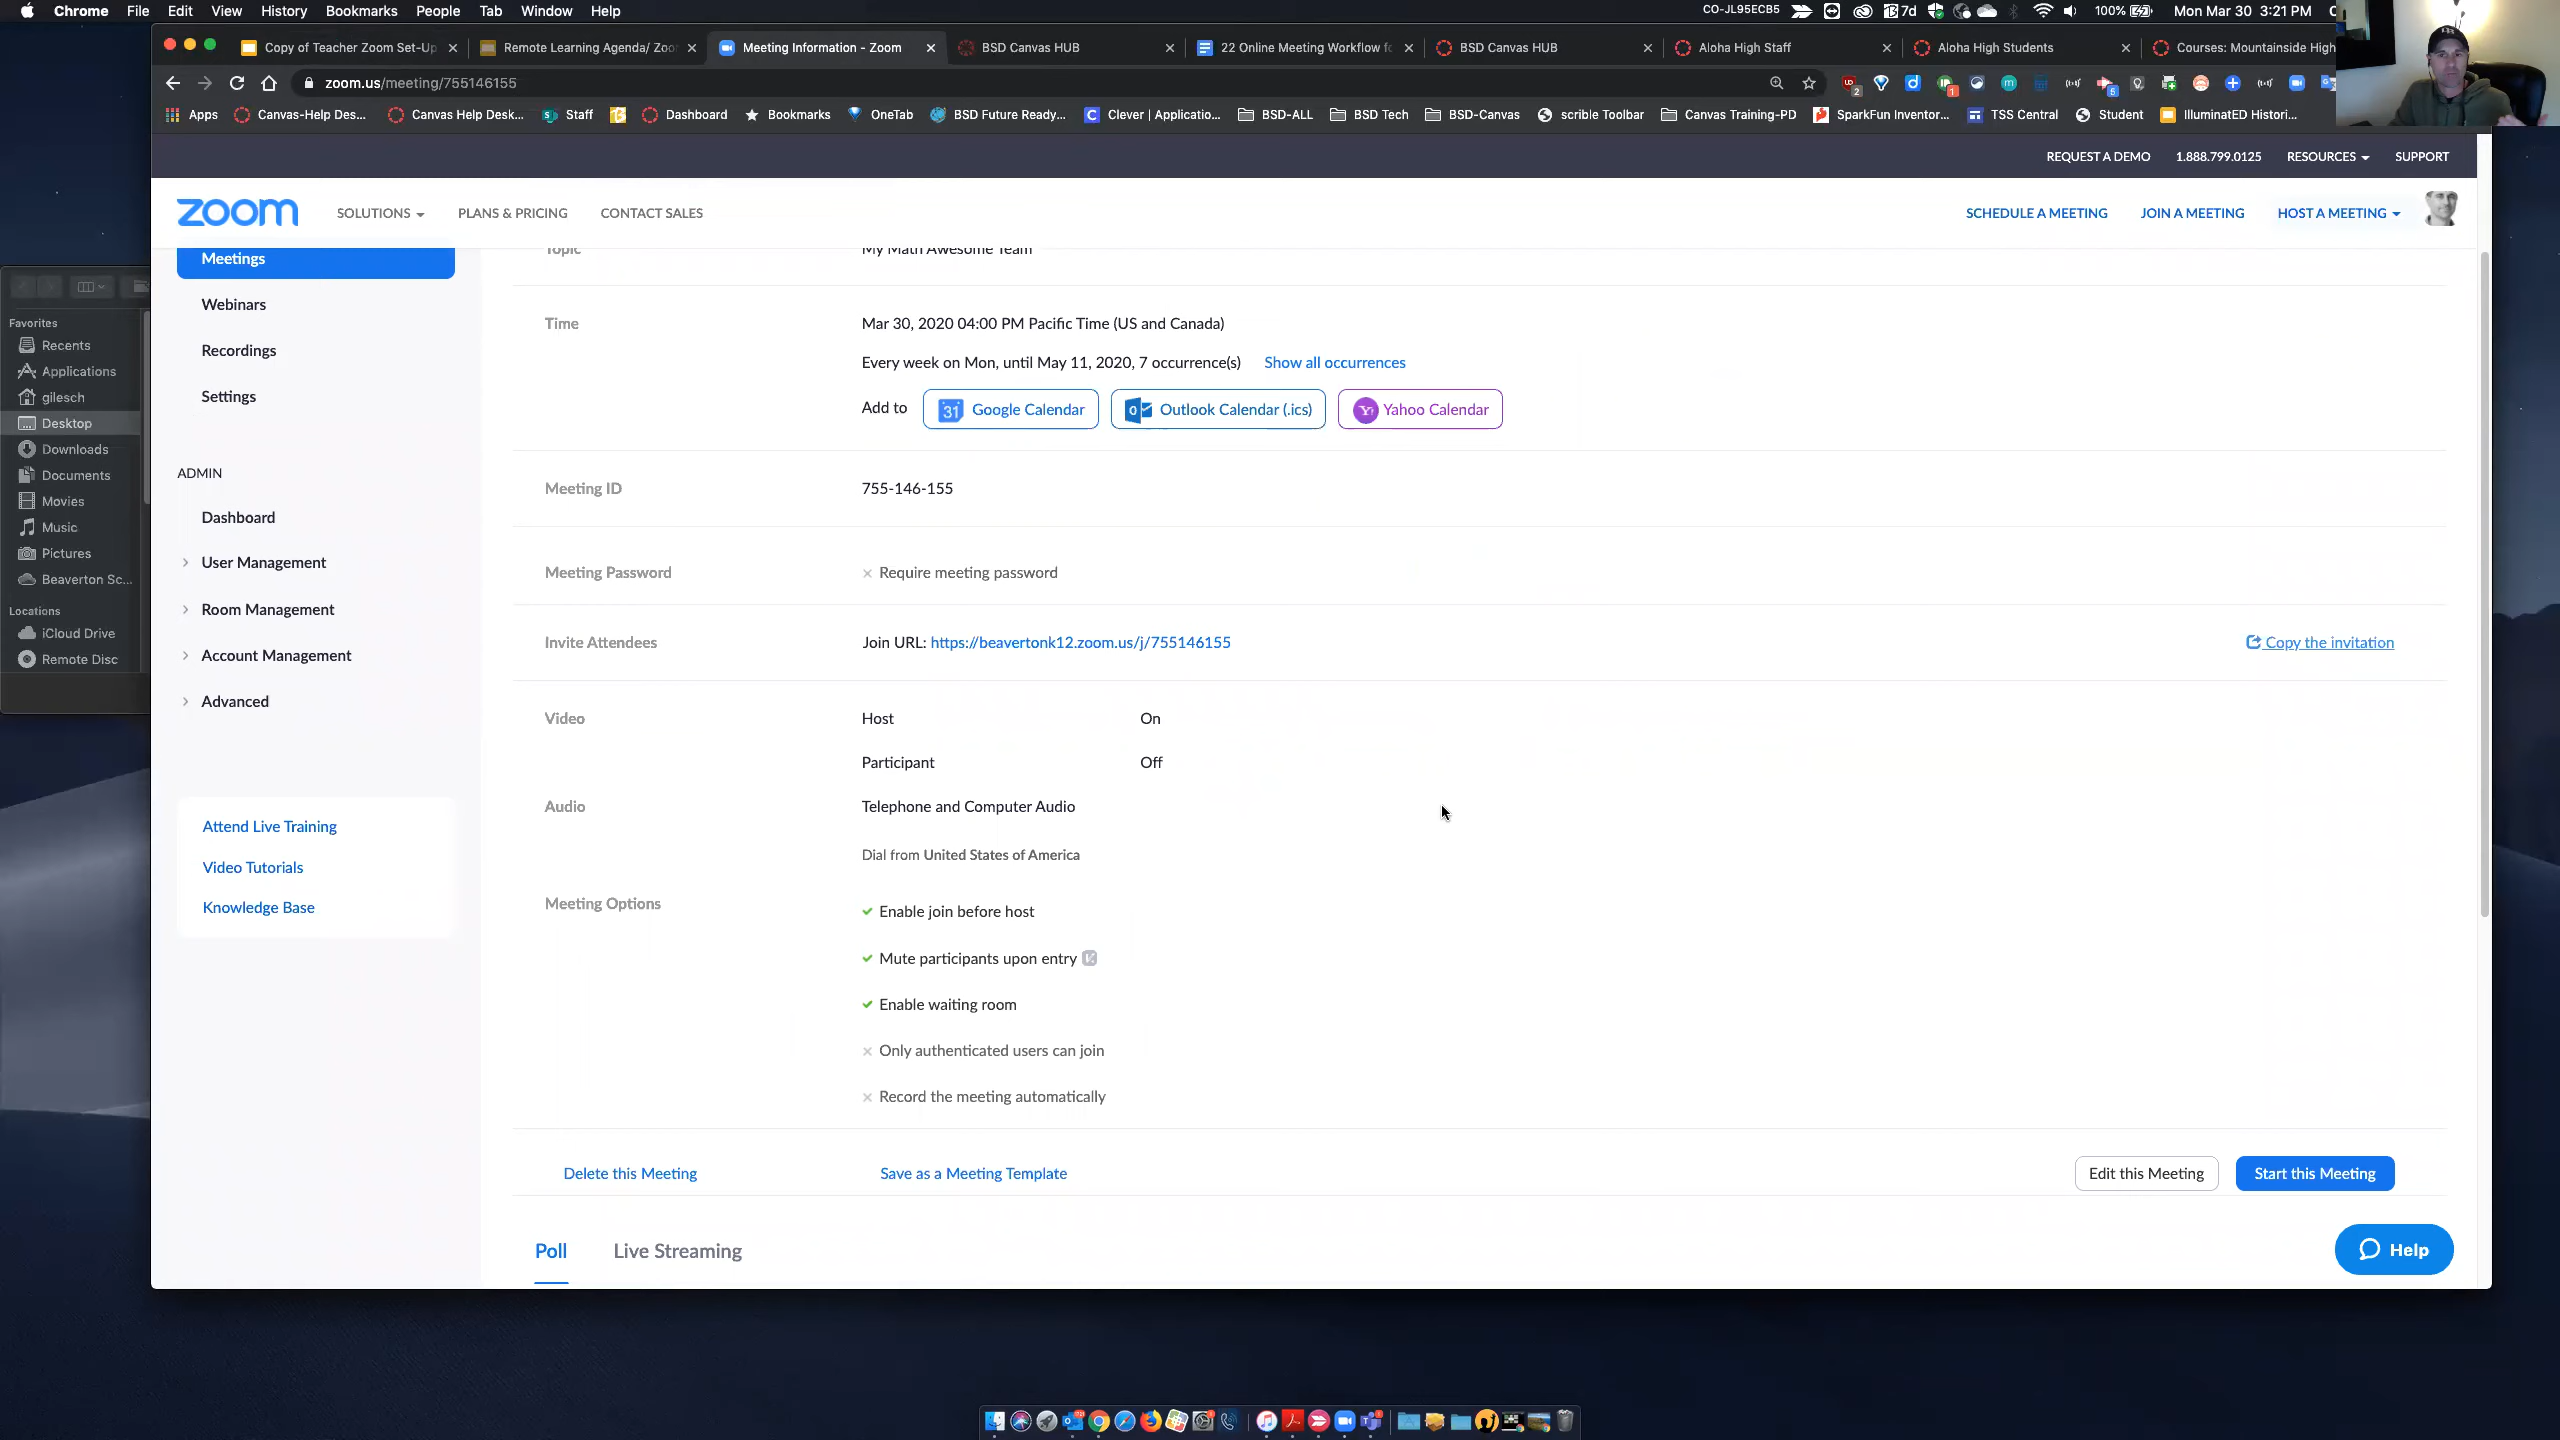 Chrome File Edit View History Bookmarks People Tab Window Help
CO-JL95ECB5 7d 100% Mon Mar 30 3:21 PM
Copy of Teacher Zoom Set-Up
Remote Learning Agenda/ Zoo
Meeting Information - Zoom
BSD Canvas HUB
22 Online Meeting Workflow fo
BSD Canvas HUB
Aloha High Staff
Aloha High Students
Courses: Mountainside High
zoom.us/meeting/755146155
Apps Canvas-Help Des... Canvas Help Desk... Staff Dashboard Bookmarks OneTab BSD Future Ready... Clever | Applicatio... BSD-ALL BSD Tech BSD-Canvas scrible Toolbar Canvas Training-PD SparkFun Inventor... TSS Central Student IlluminatED Histori...
REQUEST A DEMO 1.888.799.0125 RESOURCES SUPPORT
zoom SOLUTIONS PLANS & PRICING CONTACT SALES SCHEDULE A MEETING JOIN A MEETING HOST A MEETING
Favorites
Recents
Applications
gilesch
Desktop
Downloads
Documents
Movies
Music
Pictures
Beaverton Sc...
Locations
iCloud Drive
Remote Disc
Meetings
Webinars
Recordings
Settings
ADMIN
Dashboard
User Management
Room Management
Account Management
Advanced
Attend Live Training
Video Tutorials
Knowledge Base
Topic My Math Awesome Team
Time Mar 30, 2020 04:00 PM Pacific Time (US and Canada)
Every week on Mon, until May 11, 2020, 7 occurrence(s) Show all occurrences
Add to 31 Google Calendar Outlook Calendar (.ics) Yahoo Calendar
Meeting ID 755-146-155
Meeting Password Require meeting password
Invite Attendees Join URL: https://beavertonk12.zoom.us/j/755146155 Copy the invitation
Video Host On
Participant Off
Audio Telephone and Computer Audio
Dial from United States of America
Meeting Options Enable join before host
Mute participants upon entry
Enable waiting room
Only authenticated users can join
Record the meeting automatically
Delete this Meeting Save as a Meeting Template Edit this Meeting Start this Meeting
Poll Live Streaming
Help